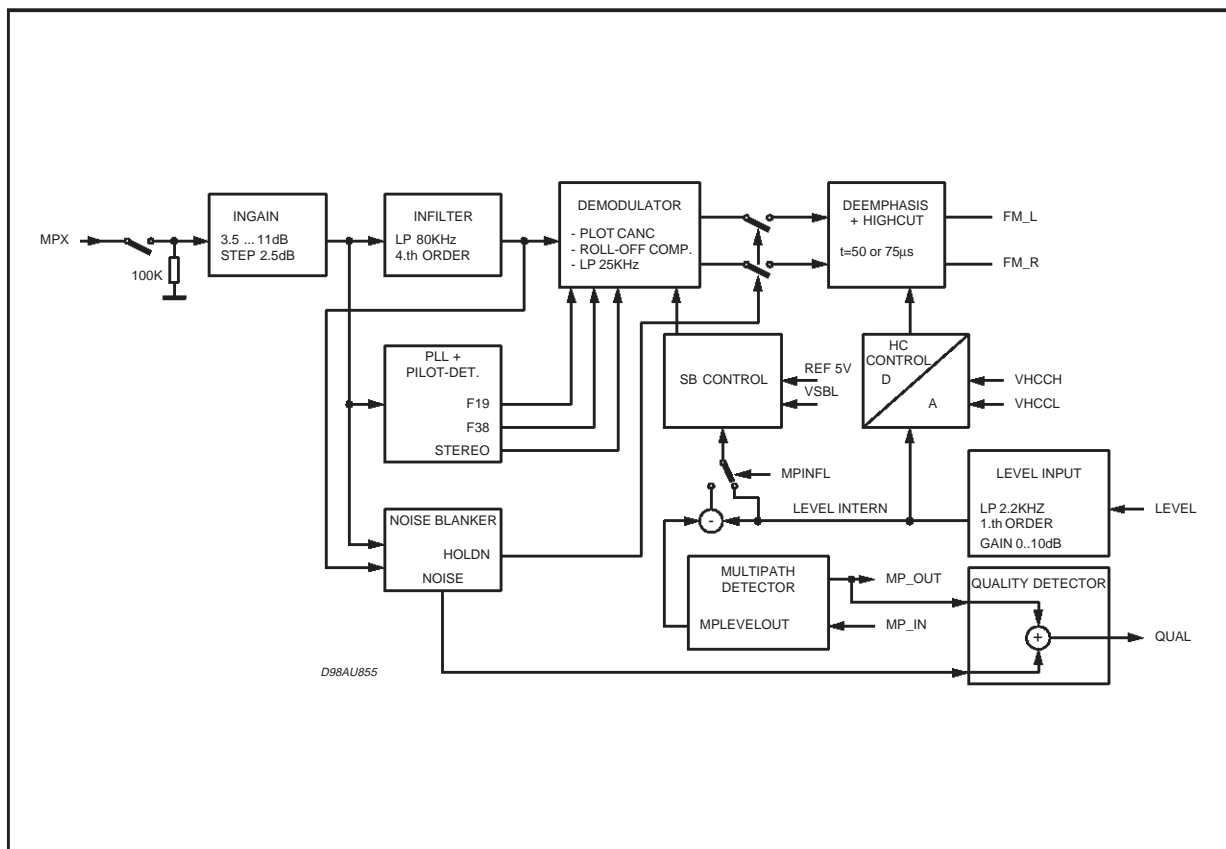 MPX
100K
INGAIN
3.5 ... 11dB
STEP 2.5dB
INFILTER
LP 80KHz
4.th ORDER
DEMODULATOR
- PLOT CANC
- ROLL-OFF COMP.
- LP 25KHz
DEEMPHASIS
+ HIGHCUT
t=50 or 75µs
FM_L
FM_R
PLL +
PILOT-DET.
F19
F38
STEREO
SB CONTROL
REF 5V
VSBL
HC
CONTROL
D
A
VHCCH
VHCCL
MPINFL
-
LEVEL INTERN
LEVEL INPUT
LP 2.2KHZ
1.th ORDER
GAIN 0..10dB
LEVEL
NOISE BLANKER
HOLDN
NOISE
MULTIPATH
DETECTOR
MPLEVELOUT
MP_OUT
MP_IN
QUALITY DETECTOR
+
QUAL
D98AU855